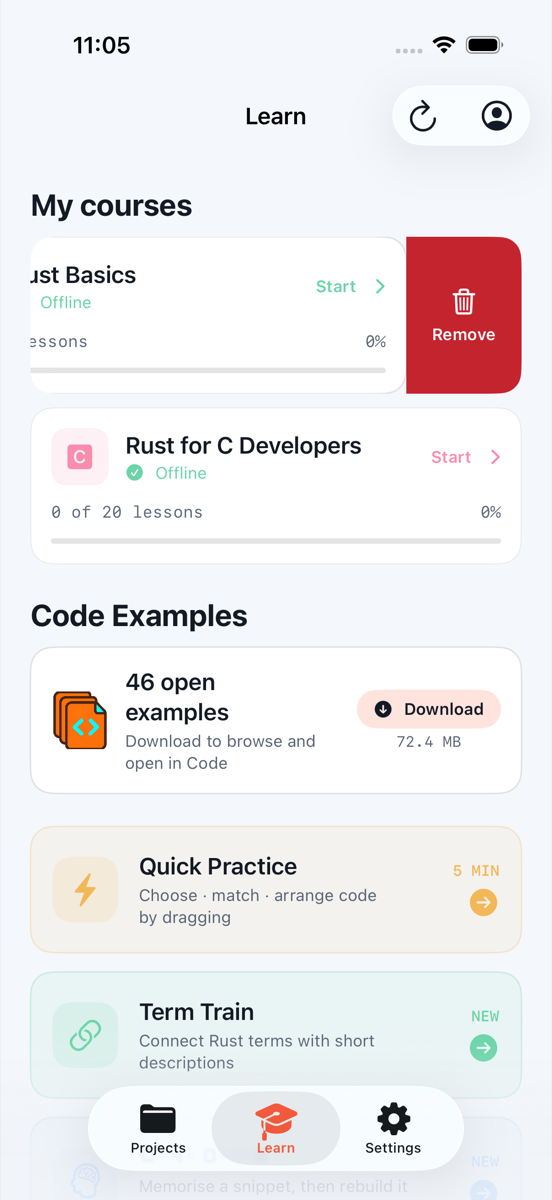 11:05
Learn
My courses
ust Basics
Offline
Start
essons
0%
Remove
C
Rust for C Developers
Offline
Start
0 of 20 lessons
0%
Code Examples
46 open
examples
Download to browse and
open in Code
Download
72.4 MB
Quick Practice
Choose · match · arrange code
by dragging
5 MIN
Term Train
Connect Rust terms with short
descriptions
NEW
NEW
Memorise a snippet, then rebuild it
Projects
Learn
Settings